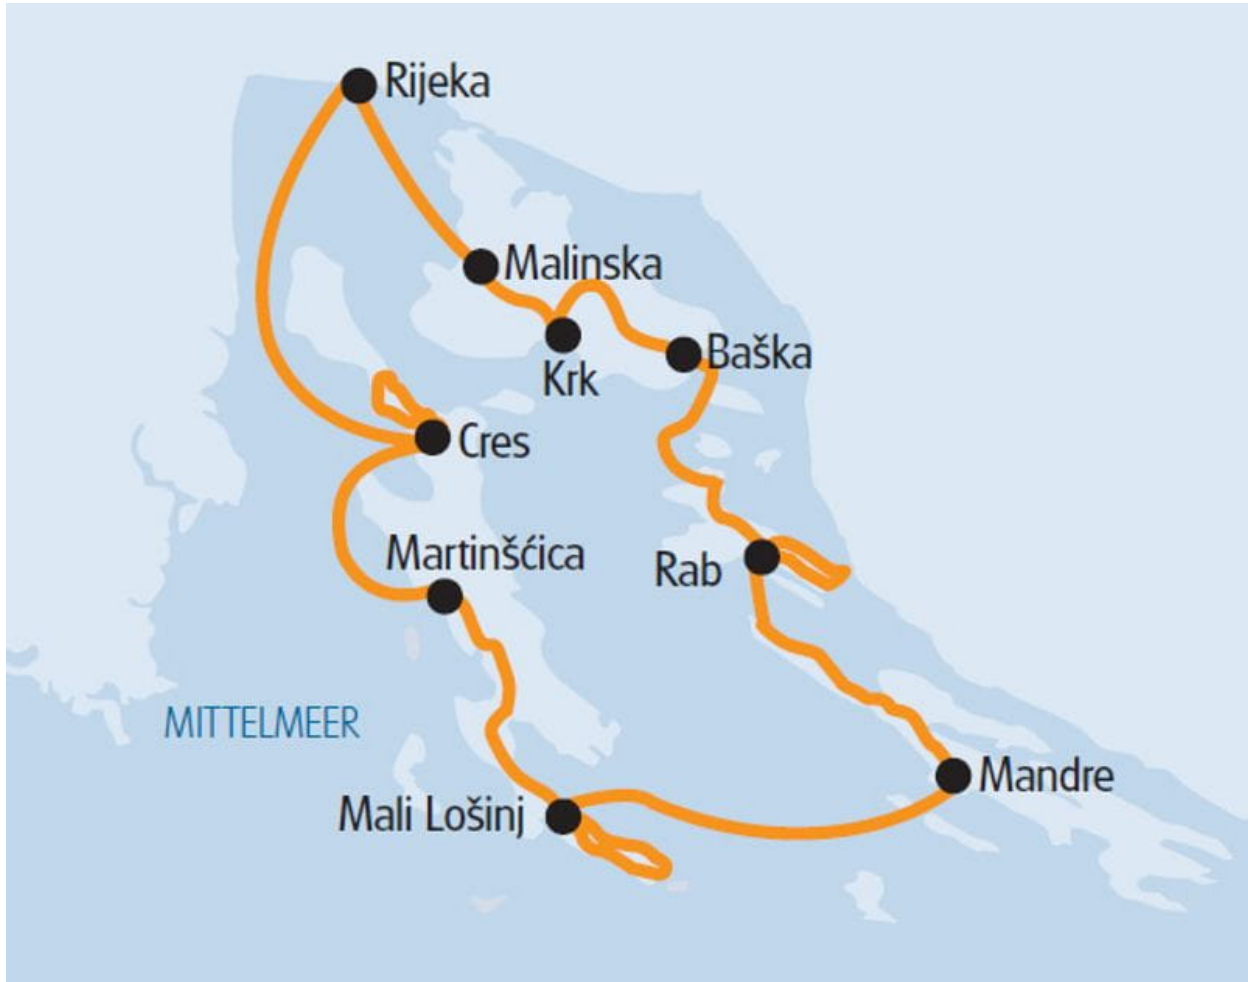 Rijeka
Malinska
Baška
Krk
Cres
Martinšćica
Rab
MITTELMEER
Mandre
Mali Lošinj